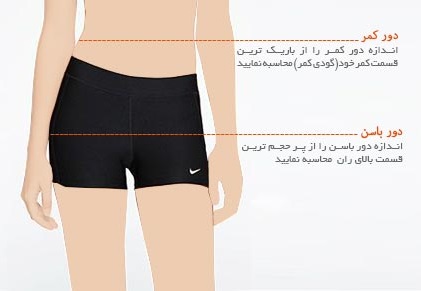 دور کمر
اندازه دور کمر را از باریک ترین
قسمت کمر خود(گودی کمر) محاسبه نمایید
دور باسن
اندازه دور باسن را از پر حجم ترین
قسمت بالای ران محاسبه نمایید